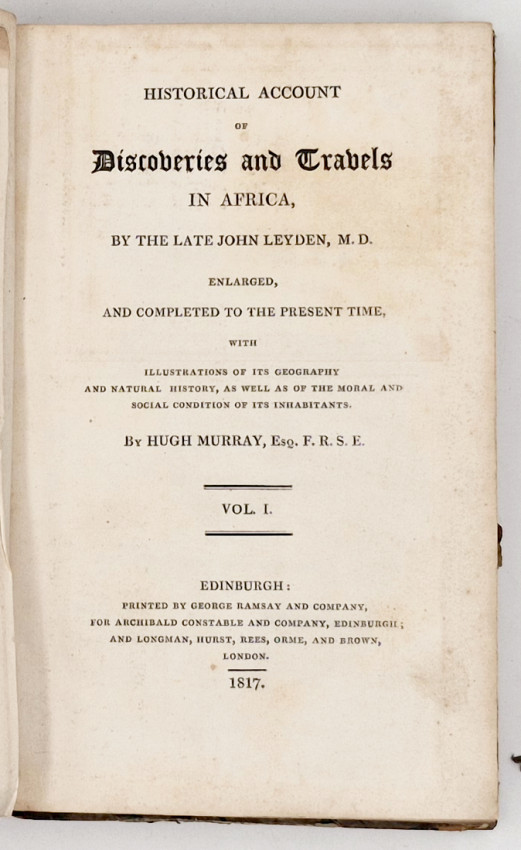 HISTORICAL ACCOUNT
OF
Discoveries and Travels
IN AFRICA,
BY THE LATE JOHN LEYDEN, M. D.
ENLARGED,
AND COMPLETED TO THE PRESENT TIME,
WITH
ILLUSTRATIONS OF ITS GEOGRAPHY
AND NATURAL HISTORY, AS WELL AS OF THE MORAL AND
SOCIAL CONDITION OF ITS INHABITANTS.
By HUGH MURRAY, Esq. F. R. S. E.
VOL. I.
EDINBURGH:
PRINTED BY GEORGE RAMSAY AND COMPANY,
FOR ARCHIBALD CONSTABLE AND COMPANY, EDINBURGH;
AND LONGMAN, HURST, REES, ORME, AND BROWN,
LONDON.
1817.